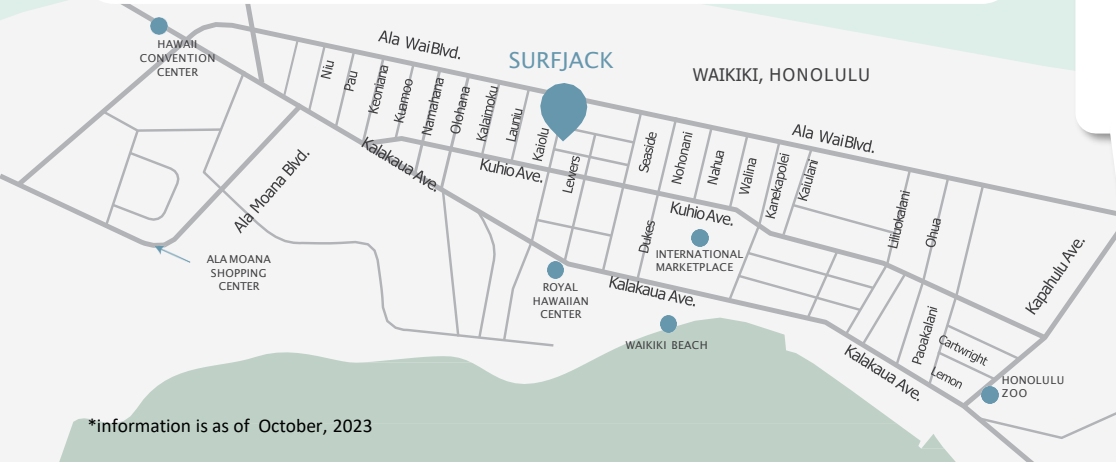 HAWAII
CONVENTION
CENTER
Ala Wai Blvd.
SURFJACK
WAIKIKI, HONOLULU
Niu
Pau
Keoniana
Kuamoo
Namahana
Olohana
Kalaimoku
Launiu
Kaiolu
Lewers
Seaside
Nohonani
Nahua
Walina
Kanekapolei
Kaiulani
Ala Wai Blvd.
Kalakaua Ave.
Kuhio Ave.
Ala Moana Blvd.
Dukes
Kuhio Ave.
Liliuokalani
Ohua
Kapahulu Ave.
INTERNATIONAL
MARKETPLACE
ALA MOANA
SHOPPING
CENTER
ROYAL
HAWAIIAN
CENTER
Kalakaua Ave.
WAIKIKI BEACH
Paoakalani
Cartwright
Lemon
Kalakaua Ave.
HONOLULU
ZOO
*information is as of October, 2023